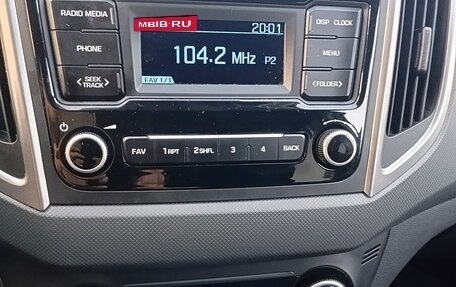 RADIO MEDIA
MBIB.RU
20:01
DISP CLOCK
PHONE
104.2 MHz P2
MENU
SEEK TRACK
FAV 1/3
<FOLDER>
FAV 1 RPT 2 SHFL 3 4 BACK